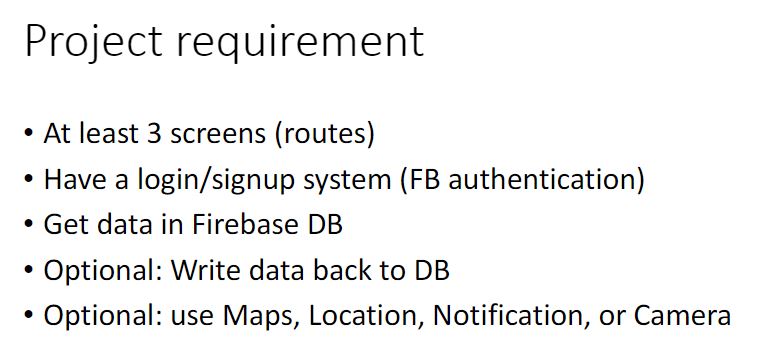 Project requirement
• At least 3 screens (routes)
• Have a login/signup system (FB authentication)
• Get data in Firebase DB
• Optional: Write data back to DB
• Optional: use Maps, Location, Notification, or Camera